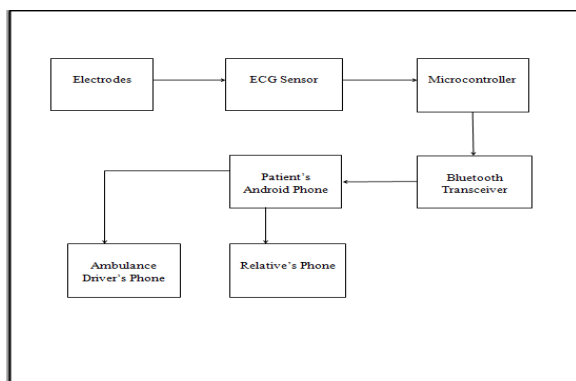 Electrodes
ECG Sensor
Microcontroller
Patient's
Android Phone
Bluetooth
Transceiver
Ambulance
Driver's Phone
Relative's Phone